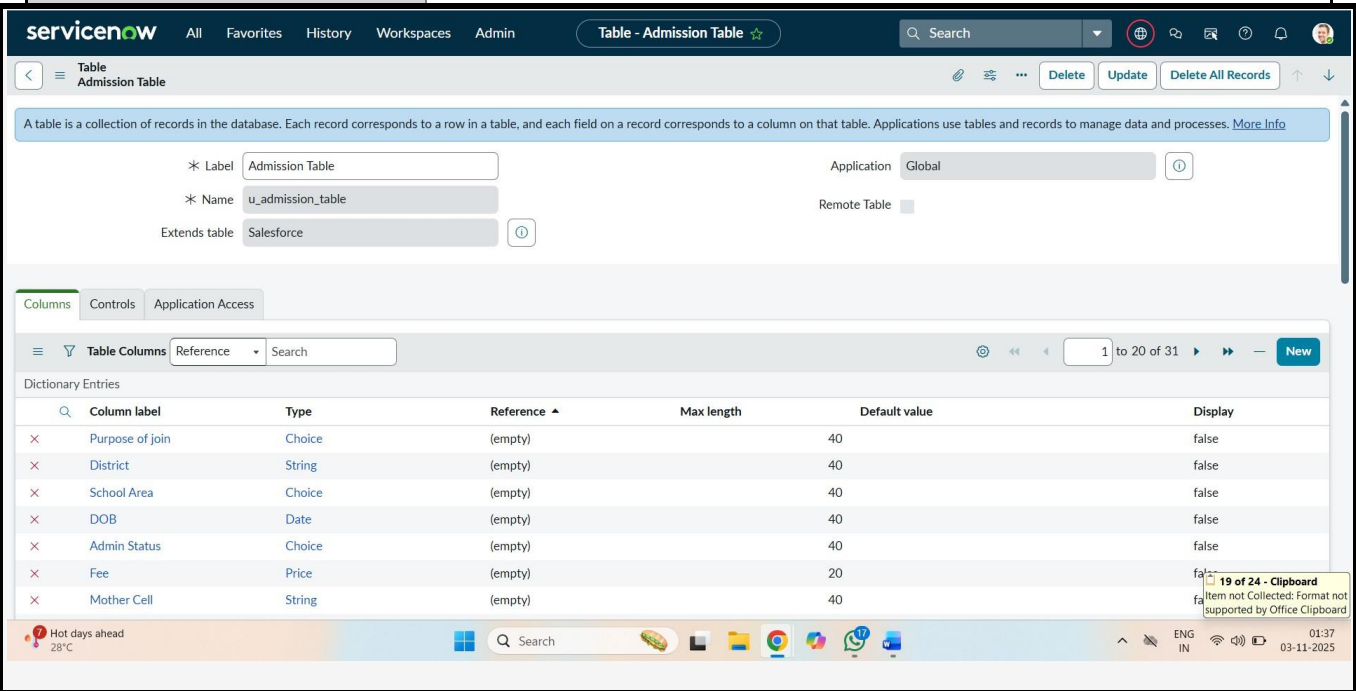 servicenow All Favorites History Workspaces Admin Table - Admission Table Search
Table
Admission Table
Delete Update Delete All Records
A table is a collection of records in the database. Each record corresponds to a row in a table, and each field on a record corresponds to a column on that table. Applications use tables and records to manage data and processes. More Info
Label Admission Table Application Global
Name u_admission_table Remote Table
Extends table Salesforce
Columns Controls Application Access
Table Columns Reference Search 1 to 20 of 31 New
Dictionary Entries
Column label Type Reference Max length Default value Display
Purpose of join Choice (empty) 40 false
District String (empty) 40 false
School Area Choice (empty) 40 false
DOB Date (empty) 40 false
Admin Status Choice (empty) 40 false
Fee Price (empty) 20
Mother Cell String (empty) 40
19 of 24 - Clipboard
Item not Collected: Format not
supported by Office Clipboard
7 Hot days ahead
28°C
Search
17
ENG
IN
01:37
03-11-2025